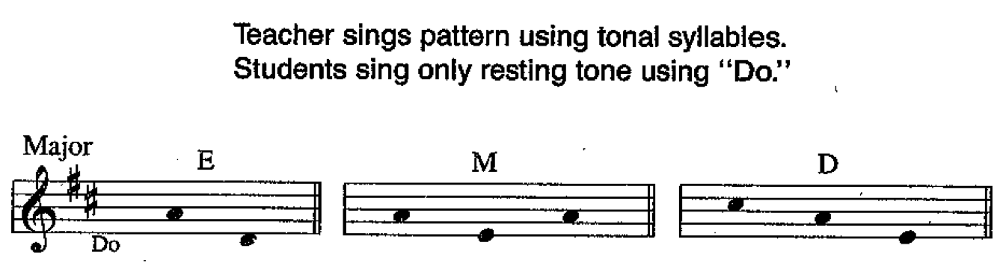 Teacher sings pattern using tonal syllables.
Students sing only resting tone using “Do.”
Major E M D
Do